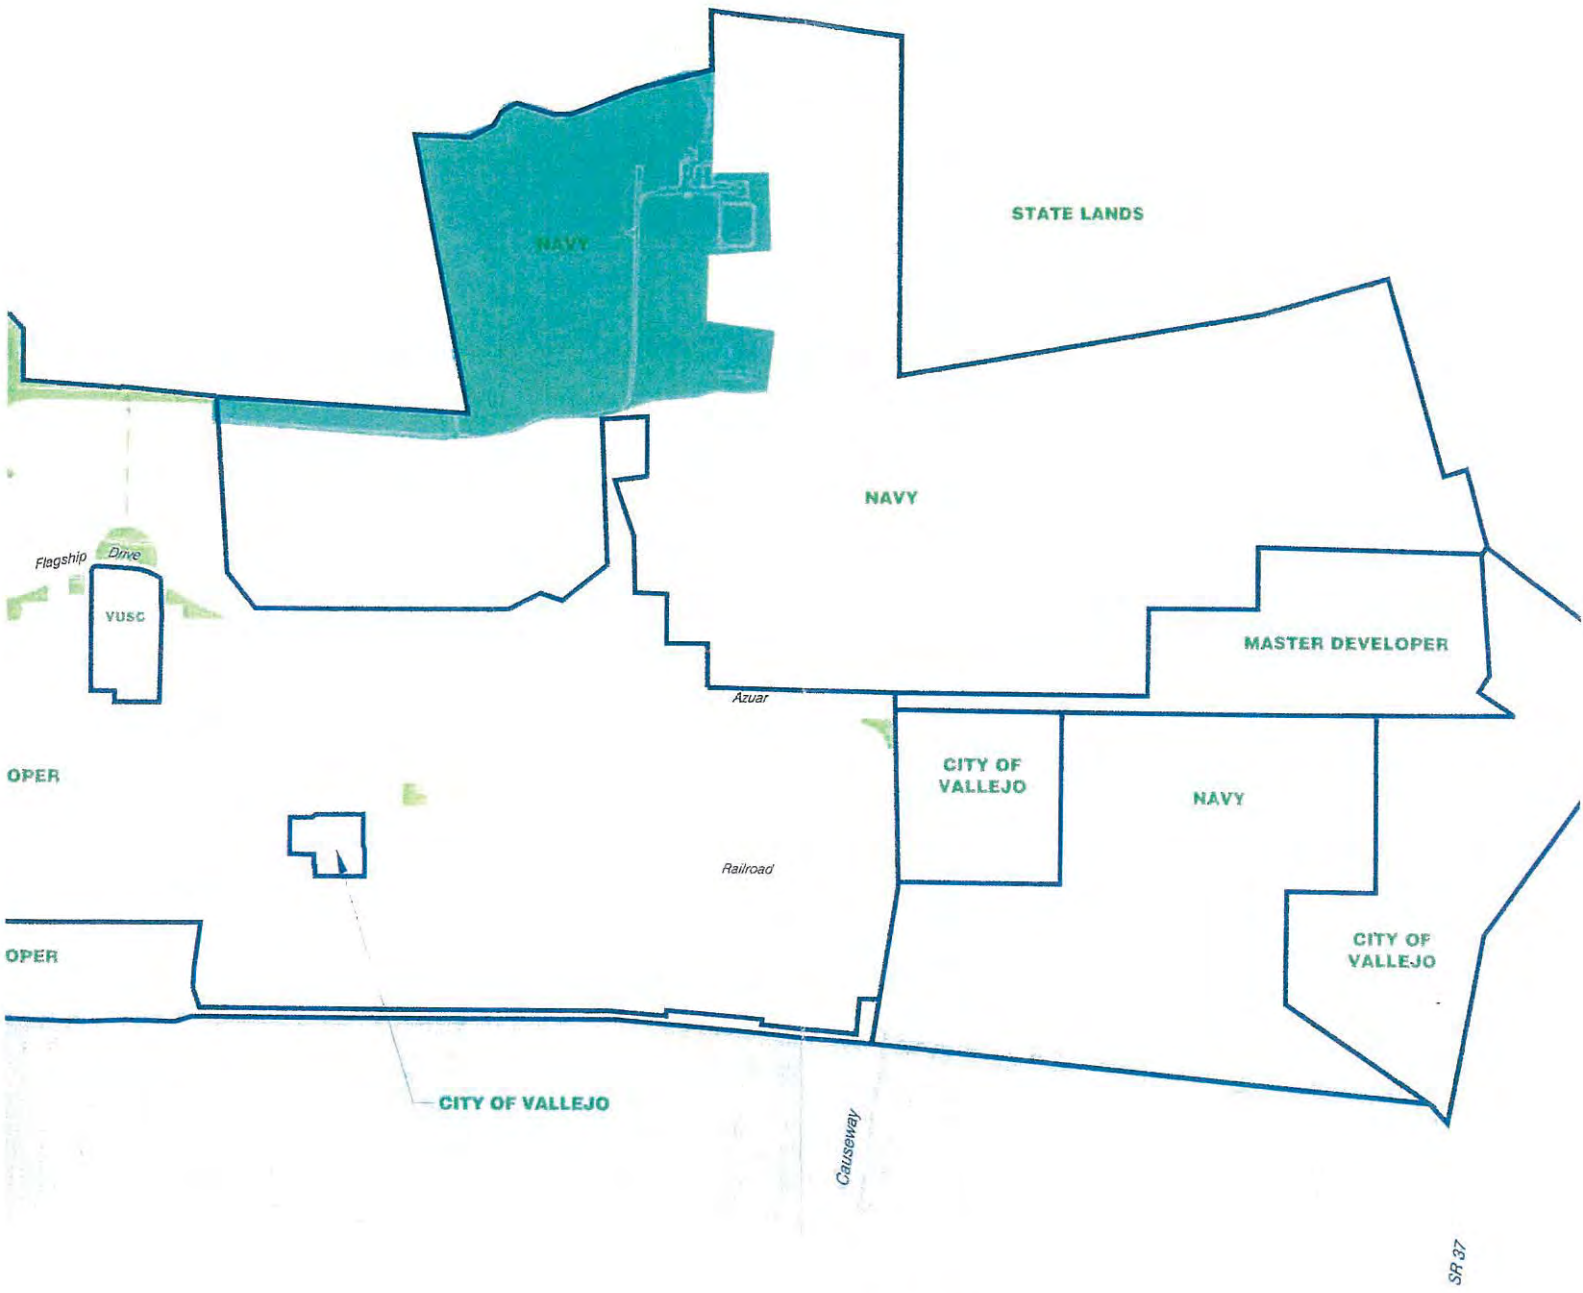 STATE LANDS
NAVY
NAVY
Flagship Drive
VUSC
MASTER DEVELOPER
Azuar
CITY OF
VALLEJO
NAVY
OPER
Railroad
CITY OF
VALLEJO
OPER
CITY OF VALLEJO
Causeway
SR 37